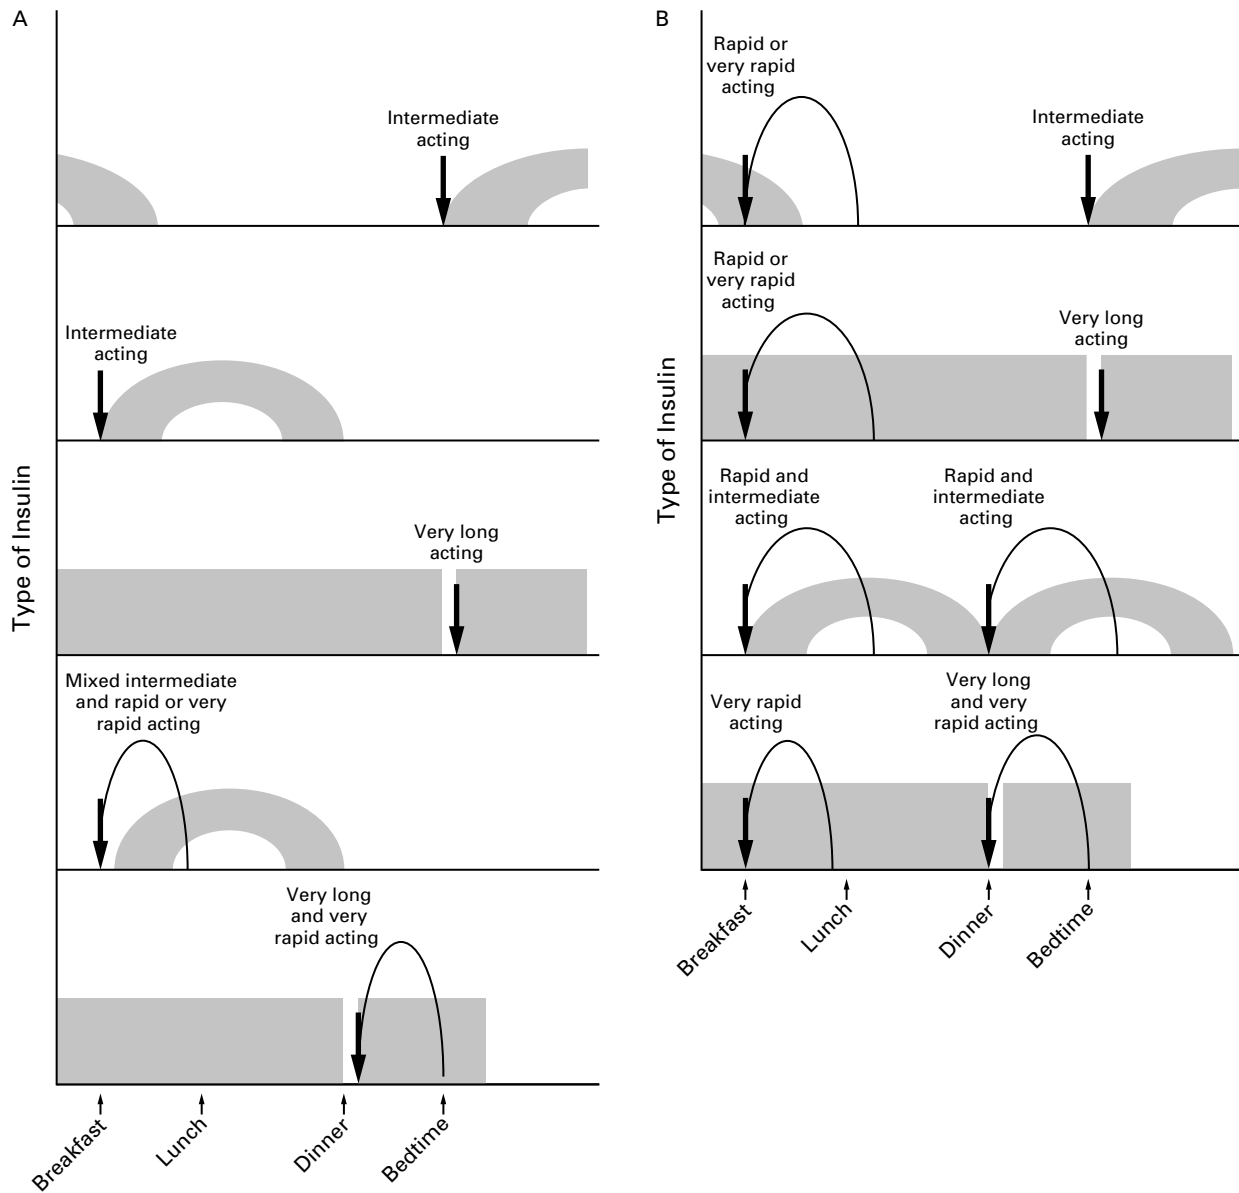 A
Intermediate
acting
Intermediate
acting
Very long
acting
Mixed intermediate
and rapid or very
rapid acting
Very long
and very
rapid acting
Type of Insulin
Breakfast
Lunch
Dinner
Bedtime
B
Rapid or
very rapid
acting
Intermediate
acting
Rapid or
very rapid
acting
Very long
acting
Rapid and
intermediate
acting
Rapid and
intermediate
acting
Very rapid
acting
Very long
and very
rapid acting
Type of Insulin
Breakfast
Lunch
Dinner
Bedtime